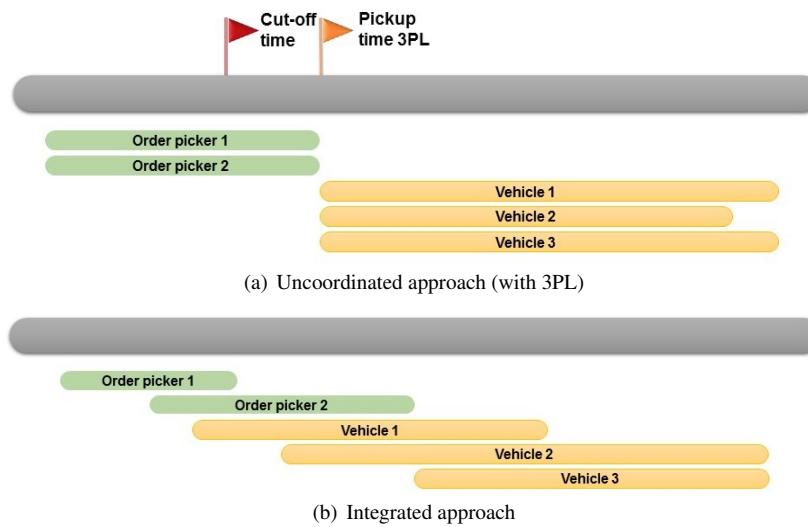 Cut-off
time
Pickup
time 3PL
Order picker 1
Order picker 2
Vehicle 1
Vehicle 2
Vehicle 3
(a) Uncoordinated approach (with 3PL)
Order picker 1
Order picker 2
Vehicle 1
Vehicle 2
Vehicle 3
(b) Integrated approach